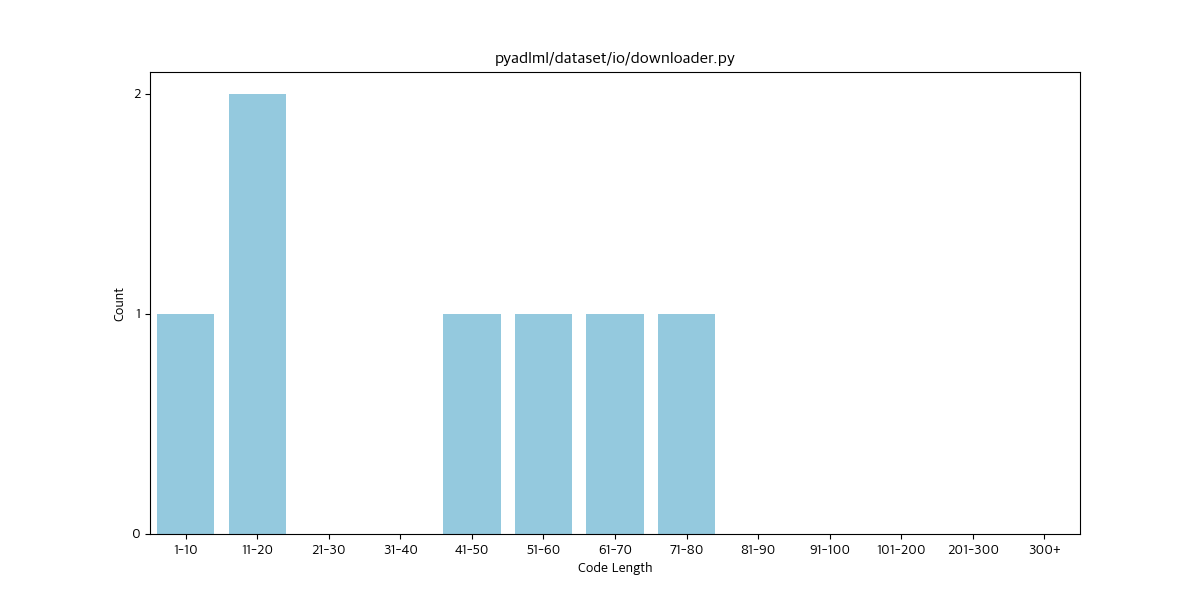 pyadlml/dataset/io/downloader.py
Count
2
1
0
1-10 11-20 21-30 31-40 41-50 51-60 61-70 71-80 81-90 91-100 101-200 201-300 300+
Code Length